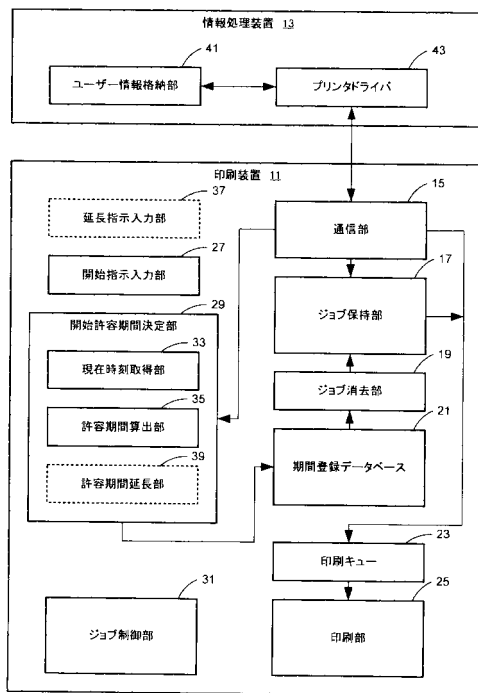 情報処理装置 13
41
43
ユーザー情報格納部
プリンタドライバ
印刷装置 11
37
15
延長指示入力部
通信部
27
17
開始指示入力部
ジョブ保持部
29
開始許容期間決定部
33
19
現在時刻取得部
ジョブ消去部
35
21
許容期間算出部
期間登録データベース
39
許容期間延長部
23
印刷キュー
31
25
ジョブ制御部
印刷部